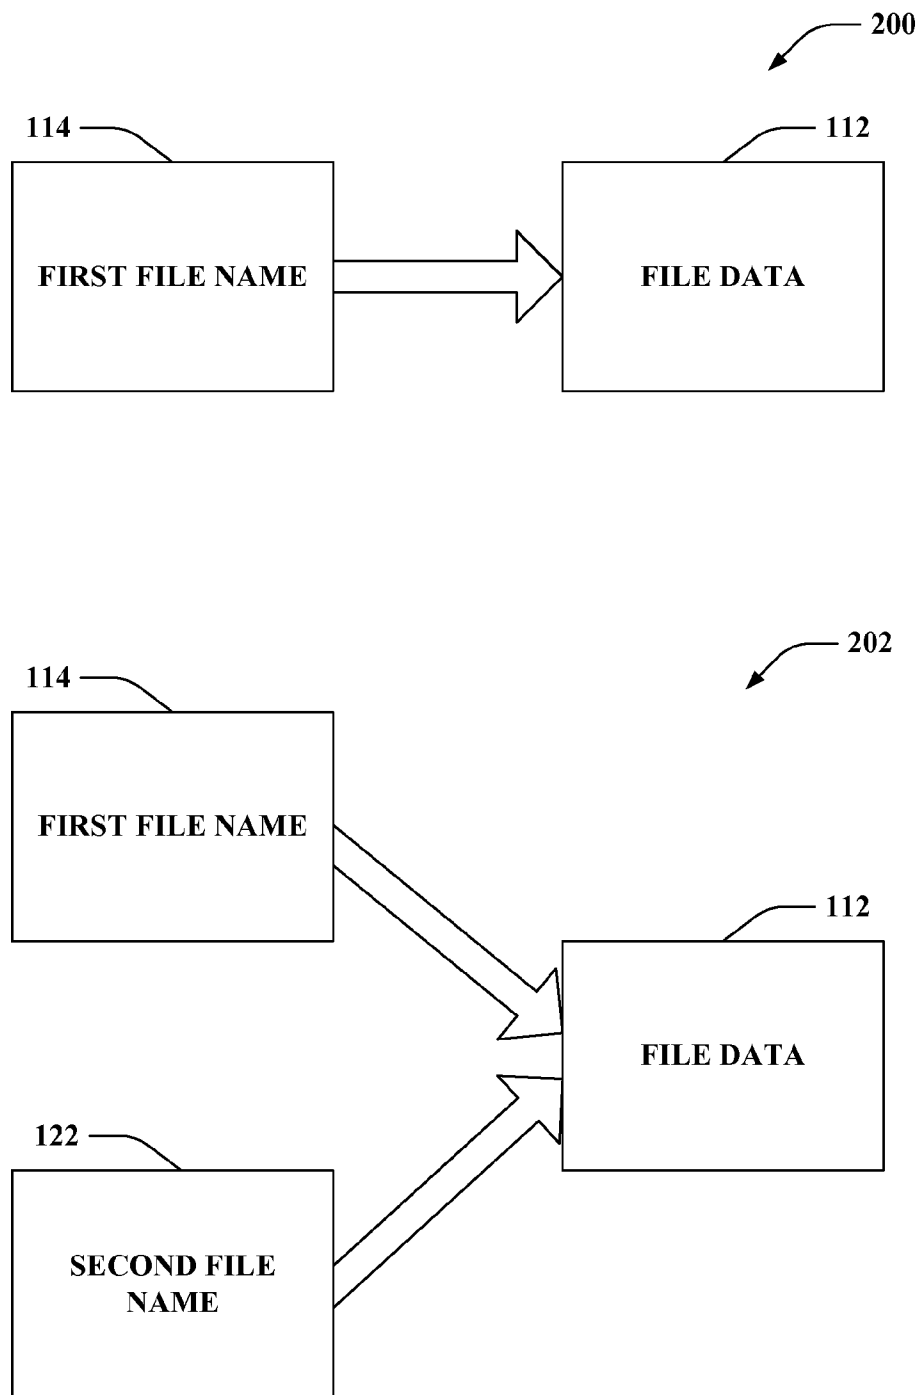 200
114
112
FIRST FILE NAME
FILE DATA
202
114
FIRST FILE NAME
112
FILE DATA
122
SECOND FILE
NAME